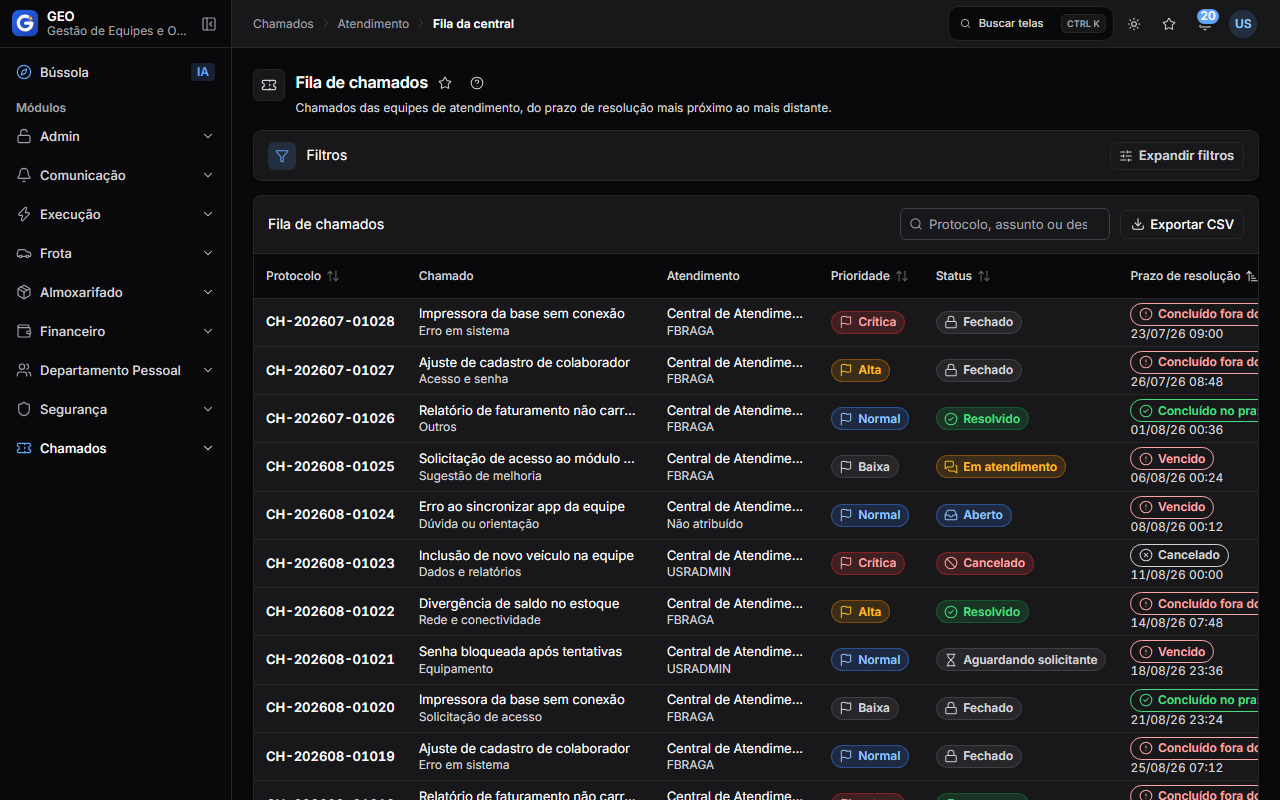 GEO
Gestão de Equipes e O...
Chamados
Atendimento
Fila da central
Buscar telas
CTRL K
20
US
Bússola
IA
Módulos
Admin
Comunicação
Execução
Frota
Almoxarifado
Financeiro
Departamento Pessoal
Segurança
Chamados
Fila de chamados
Chamados das equipes de atendimento, do prazo de resolução mais próximo ao mais distante.
Filtros
Expandir filtros
Fila de chamados
Protocolo, assunto ou des
Exportar CSV
Protocolo Chamado Atendimento Prioridade Status Prazo de resolução
CH-202607-01028 Impressora da base sem conexão Central de Atendime... Crítica Fechado Concluído fora do
Erro em sistema FBRAGA 23/07/26 09:00
CH-202607-01027 Ajuste de cadastro de colaborador Central de Atendime... Alta Fechado Concluído fora do
Acesso e senha FBRAGA 26/07/26 08:48
CH-202607-01026 Relatório de faturamento não carr... Central de Atendime... Normal Resolvido Concluído no pra
Outros FBRAGA 01/08/26 00:36
CH-202608-01025 Solicitação de acesso ao módulo ... Central de Atendime... Baixa Em atendimento Vencido
Sugestão de melhoria FBRAGA 06/08/26 00:24
CH-202608-01024 Erro ao sincronizar app da equipe Central de Atendime... Normal Aberto Vencido
Dúvida ou orientação Não atribuído 08/08/26 00:12
CH-202608-01023 Inclusão de novo veículo na equipe Central de Atendime... Crítica Cancelado Cancelado
Dados e relatórios USRADMIN 11/08/26 00:00
CH-202608-01022 Divergência de saldo no estoque Central de Atendime... Alta Resolvido Concluído fora do
Rede e conectividade FBRAGA 14/08/26 07:48
CH-202608-01021 Senha bloqueada após tentativas Central de Atendime... Normal Aguardando solicitante Vencido
Equipamento USRADMIN 18/08/26 23:36
CH-202608-01020 Impressora da base sem conexão Central de Atendime... Baixa Fechado Concluído no pra
Solicitação de acesso FBRAGA 21/08/26 23:24
CH-202608-01019 Ajuste de cadastro de colaborador Central de Atendime... Normal Fechado Concluído fora do
Erro em sistema FBRAGA 25/08/26 07:12
Relatório de faturamento não carr... Central de Atendime... Concluído fora do